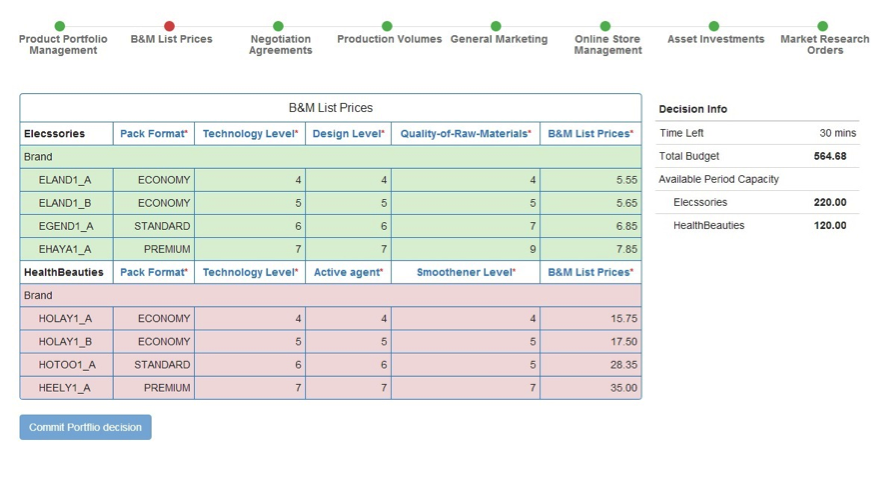 Product Portfolio Management
B&M List Prices
Negotiation Agreements
Production Volumes
General Marketing
Online Store Management
Asset Investments
Market Research Orders
B&M List Prices
Elecssories Pack Format* Technology Level* Design Level* Quality-of-Raw-Materials* B&M List Prices*
Brand
ELAND1_A ECONOMY 4 4 4 5.55
ELAND1_B ECONOMY 5 5 5 5.65
EGEND1_A STANDARD 6 6 7 6.85
EHAYA1_A PREMIUM 7 7 9 7.85
HealthBeauties Pack Format* Technology Level* Active agent* Smoothener Level* B&M List Prices*
Brand
HOLAY1_A ECONOMY 4 4 4 15.75
HOLAY1_B ECONOMY 5 5 5 17.50
HOTOO1_A STANDARD 6 6 5 28.35
HEELY1_A PREMIUM 7 7 7 35.00
Commit Portflio decision
Decision Info
Time Left 30 mins
Total Budget 564.68
Available Period Capacity
Elecssories 220.00
HealthBeauties 120.00